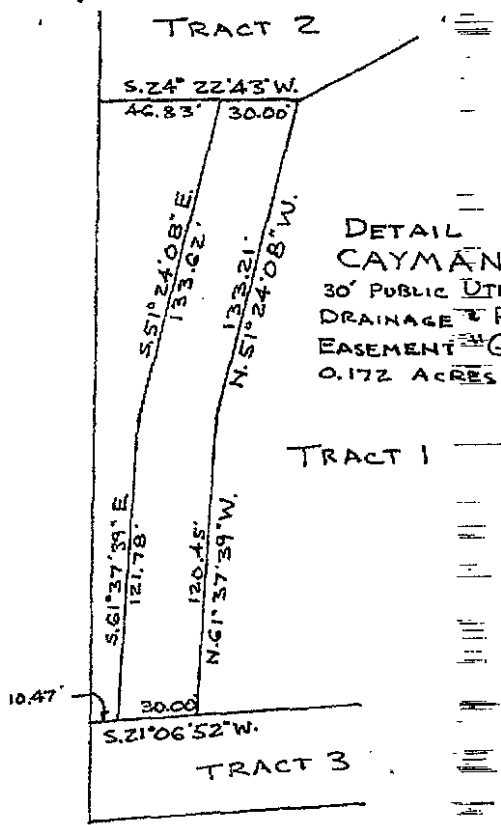 TRACT 2
S.24° 22'43"W.
46.83' 30.00'
S.51°24'08"E.
133.62'
133.21'
N.51°24'08"W.
DETAIL
CAYMAN
30' PUBLIC UTI
DRAINAGE & P
EASEMENT "G
0.172 ACRES
TRACT 1
S.61°37'39"E.
121.78'
120.45'
N.61°37'39"W.
10.47'
30.00'
S.21°06'52"W.
TRACT 3